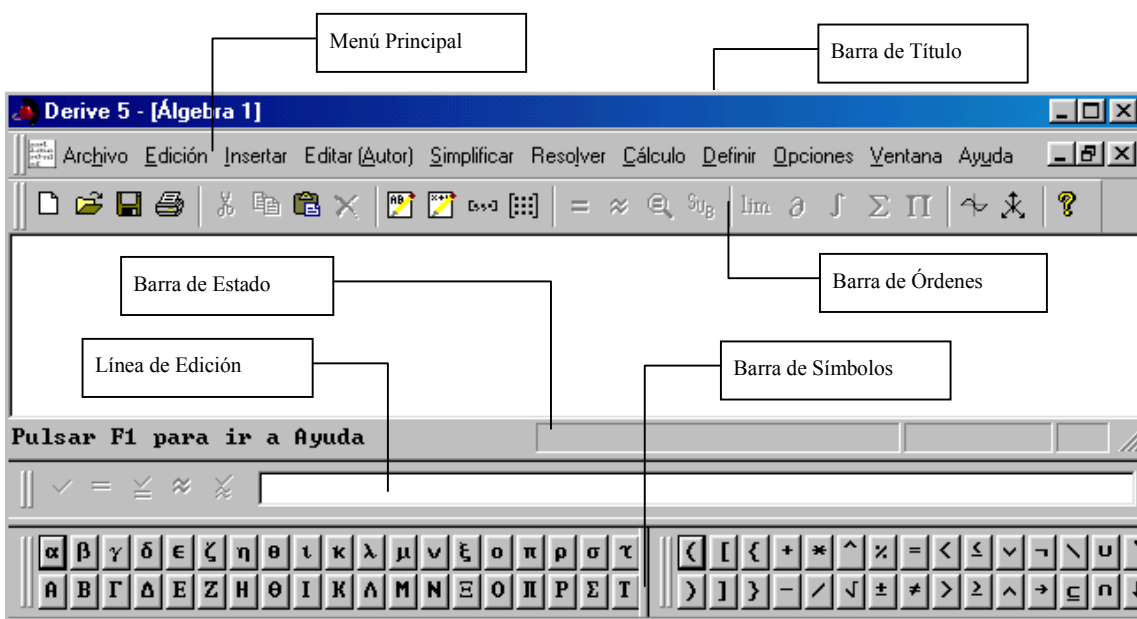 Menú Principal
Barra de Título
Derive 5 - [Álgebra 1]
Archivo Edición Insertar Editar (Autor) Simplificar Resolver Cálculo Definir Opciones Ventana Ayuda
= ≈ SUB lim ∂ ∫ Σ Π ?
Barra de Estado
Barra de Órdenes
Línea de Edición
Barra de Símbolos
Pulsar F1 para ir a Ayuda
α β γ δ ε ζ η θ ι κ λ μ ν ξ ο π ρ σ τ ( [ { + * ^ % = < ≤ ∨ ¬ \ ∪
Α Β Γ Δ Ε Ζ Η Θ Ι Κ Λ Μ Ν Ξ Ο Π Ρ Σ Τ ) ] } − / √ ± ≠ > ≥ ∧ → ⊆ ∩